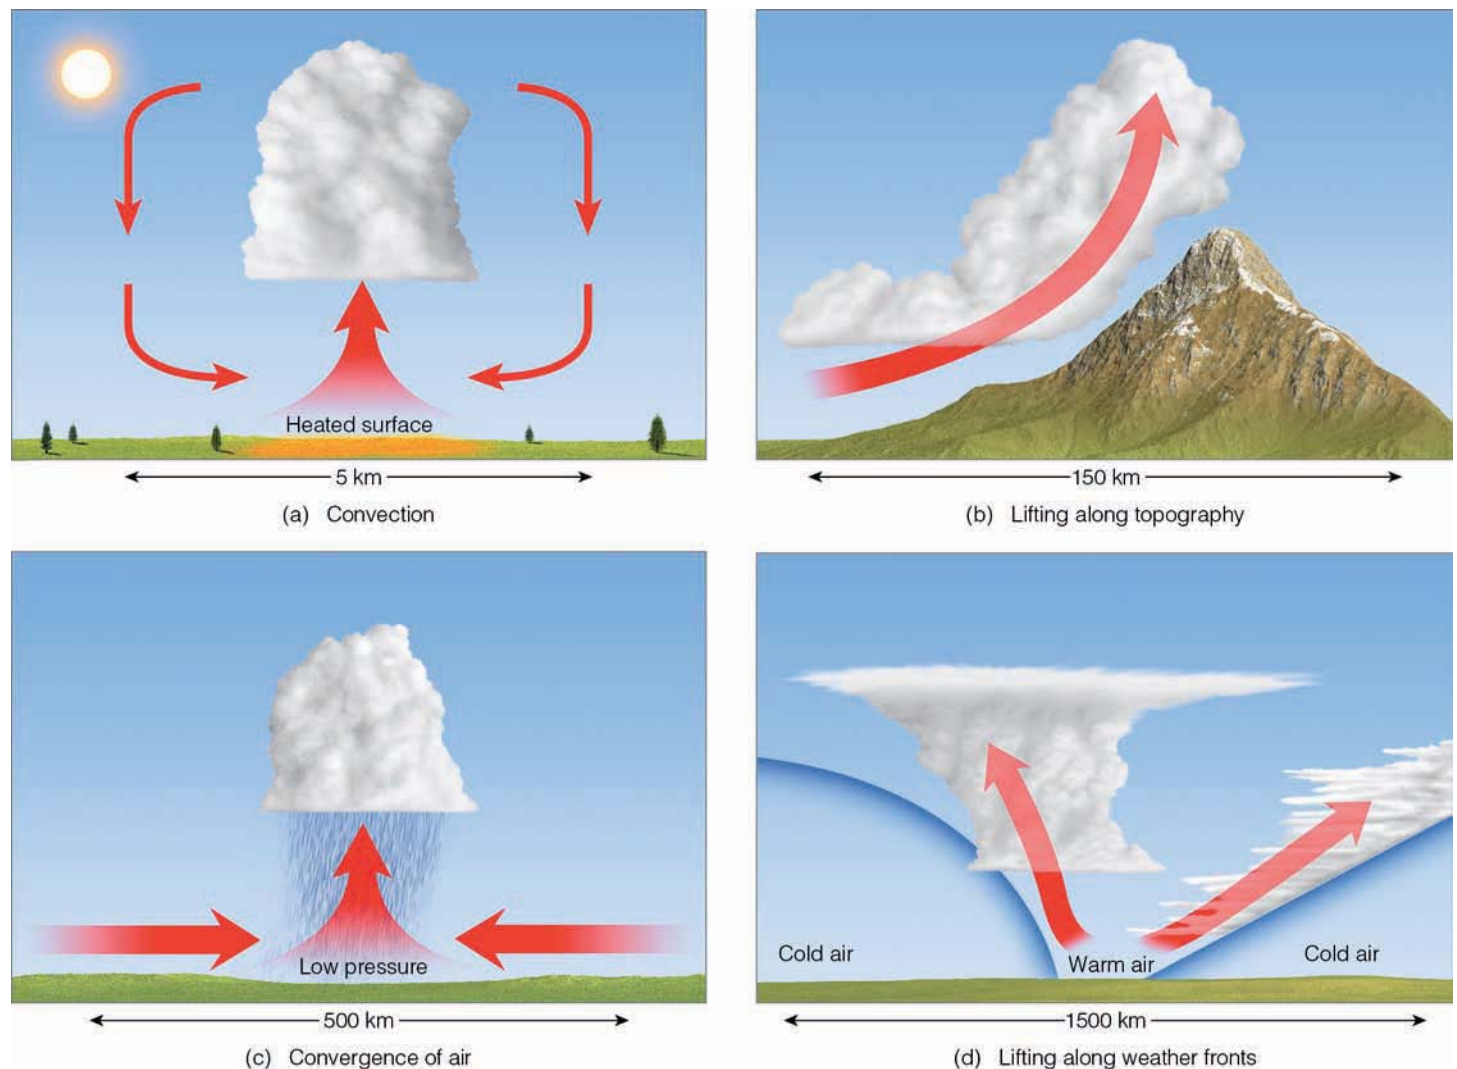 Heated surface
5 km
(a) Convection
150 km
(b) Lifting along topography
Low pressure
500 km
(c) Convergence of air
Cold air
Warm air
Cold air
1500 km
(d) Lifting along weather fronts